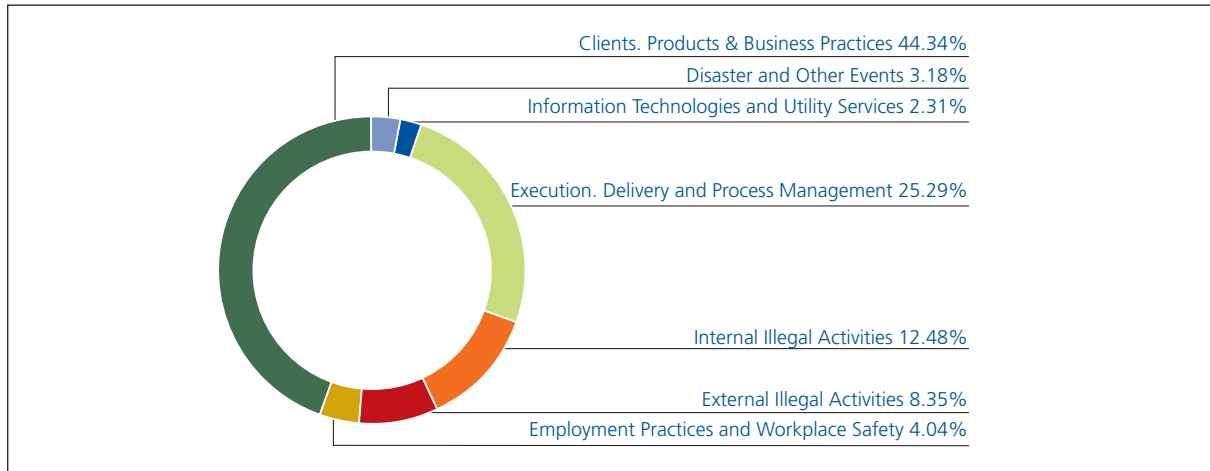 Clients. Products & Business Practices 44.34%
Disaster and Other Events 3.18%
Information Technologies and Utility Services 2.31%
Execution. Delivery and Process Management 25.29%
Internal Illegal Activities 12.48%
External Illegal Activities 8.35%
Employment Practices and Workplace Safety 4.04%